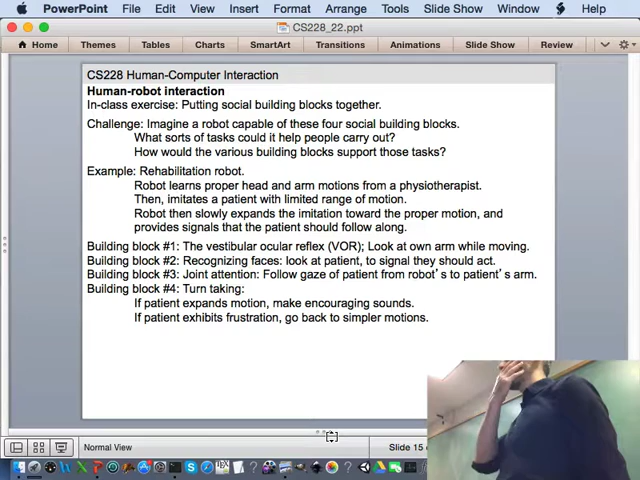 PowerPoint File Edit View Insert Format Arrange Tools Slide Show Window Help
CS228_22.ppt
Home Themes Tables Charts SmartArt Transitions Animations Slide Show Review
CS228 Human-Computer Interaction
Human-robot interaction
In-class exercise: Putting social building blocks together.
Challenge: Imagine a robot capable of these four social building blocks.
What sorts of tasks could it help people carry out?
How would the various building blocks support those tasks?
Example: Rehabilitation robot.
Robot learns proper head and arm motions from a physiotherapist.
Then, imitates a patient with limited range of motion.
Robot then slowly expands the imitation toward the proper motion, and
provides signals that the patient should follow along.
Building block #1: The vestibular ocular reflex (VOR); Look at own arm while moving.
Building block #2: Recognizing faces: look at patient, to signal they should act.
Building block #3: Joint attention: Follow gaze of patient from robot's to patient's arm.
Building block #4: Turn taking:
If patient expands motion, make encouraging sounds.
If patient exhibits frustration, go back to simpler motions.
Normal View Slide 15